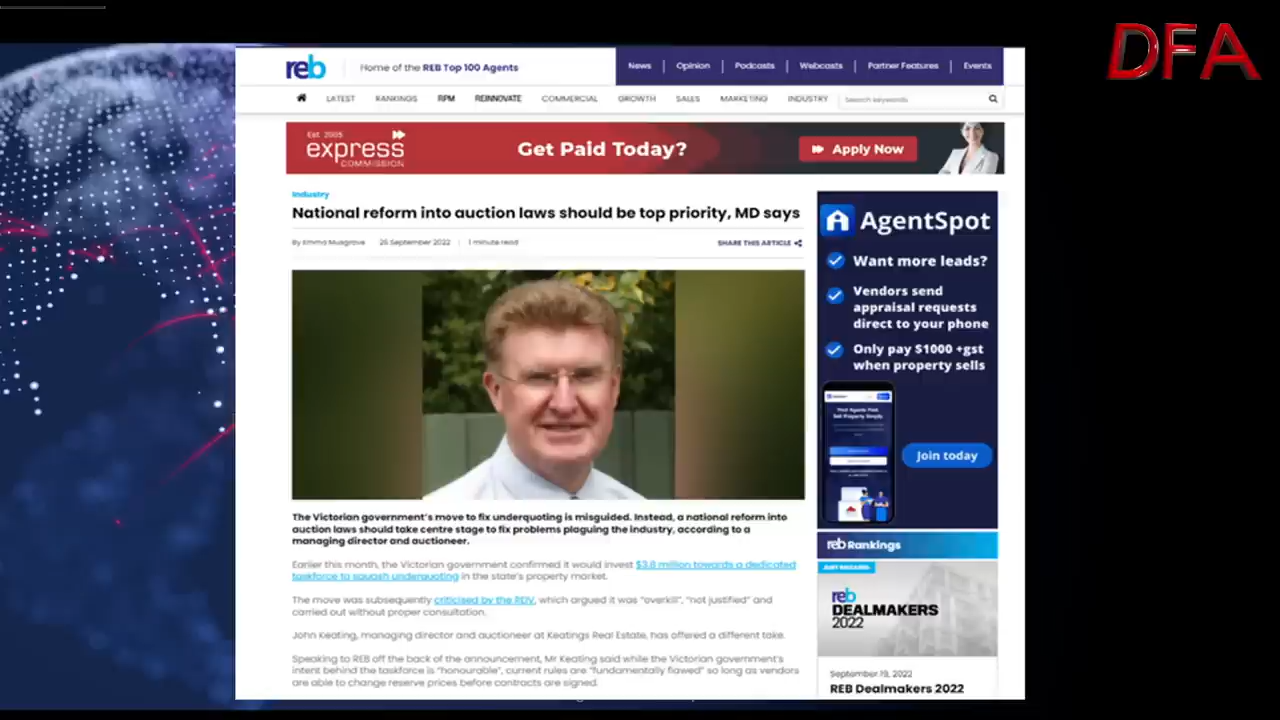 DFA
reb
Home of the REB Top 100 Agents
News | Opinion | Podcasts | Webcasts | Partner Features | Events
LATEST RANKINGS RPM REINNOVATE COMMERCIAL GROWTH SALES MARKETING INDUSTRY Search keywords
Est. 2005
express
COMMISSION
Get Paid Today?
Apply Now
Industry
National reform into auction laws should be top priority, MD says
By Emma Musgrave 26 September 2022 | 1 minute read
SHARE THIS ARTICLE
The Victorian government's move to fix underquoting is misguided. Instead, a national reform into
auction laws should take centre stage to fix problems plaguing the industry, according to a
managing director and auctioneer.
Earlier this month, the Victorian government confirmed it would invest $3.8 million towards a dedicated
taskforce to squash underquoting in the state's property market.
The move was subsequently criticised by the REIV, which argued it was "overkill", "not justified" and
carried out without proper consultation.
John Keating, managing director and auctioneer at Keatings Real Estate, has offered a different take.
Speaking to REB off the back of the announcement, Mr Keating said while the Victorian government's
intent behind the taskforce is "honourable", current rules are "fundamentally flawed" so long as vendors
are able to change reserve prices before contracts are signed.
AgentSpot
Want more leads?
Vendors send
appraisal requests
direct to your phone
Only pay $1000 +gst
when property sells
Join today
reb Rankings
JUST RELEASED
reb
DEALMAKERS
2022
September 19, 2022
REB Dealmakers 2022